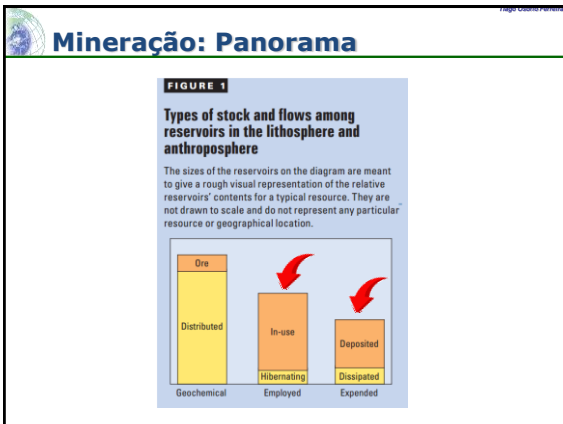 Tiago Osório Ferreira
Mineração: Panorama
FIGURE 1
Types of stock and flows among
reservoirs in the lithosphere and
anthroposphere
The sizes of the reservoirs on the diagram are meant
to give a rough visual representation of the relative
reservoirs' contents for a typical resource. They are
not drawn to scale and do not represent any particular
resource or geographical location.
Ore
Distributed
In-use
Hibernating
Deposited
Dissipated
Geochemical
Employed
Expended